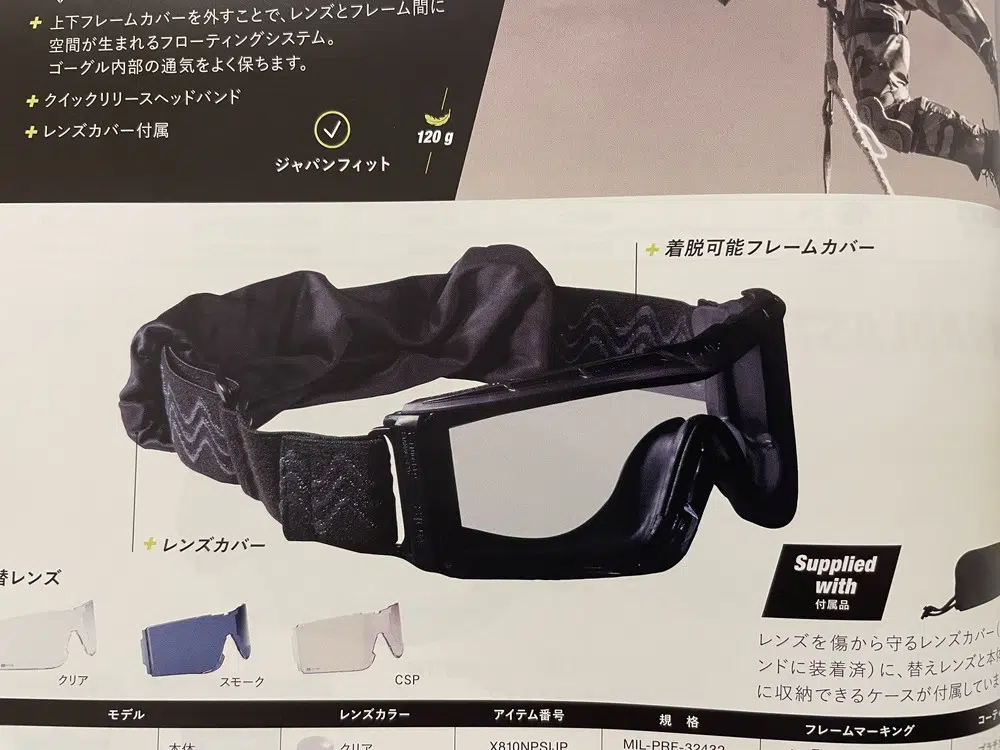 + 上下フレームカバーを外すことで、レンズとフレーム間に
空間が生まれるフローティングシステム。
ゴーグル内部の通気をよく保ちます。
+ クイックリリースヘッドバンド
+ レンズカバー付属
ジャパンフィット
120 g
+ 着脱可能フレームカバー
+ レンズカバー
替レンズ
クリア
スモーク
CSP
Supplied
with
付属品
レンズを傷から守るレンズカバー
ンドに装着済）に、替えレンズと本体
に収納できるケースが付属していま
モデル レンズカラー アイテム番号 規格 フレームマーキング コーテ
本体 クリア X810NPSIJP MIL-PRF-32432